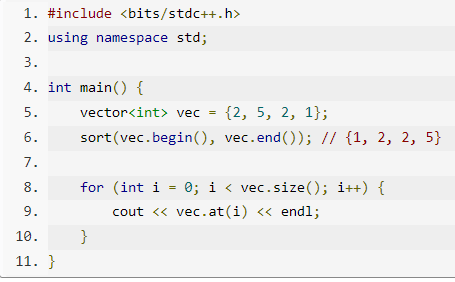 1. #include <bits/stdc++.h>
2. using namespace std;
3.
4. int main() {
5.     vector<int> vec = {2, 5, 2, 1};
6.     sort(vec.begin(), vec.end()); // {1, 2, 2, 5}
7.
8.     for (int i = 0; i < vec.size(); i++) {
9.         cout << vec.at(i) << endl;
10.     }
11. }